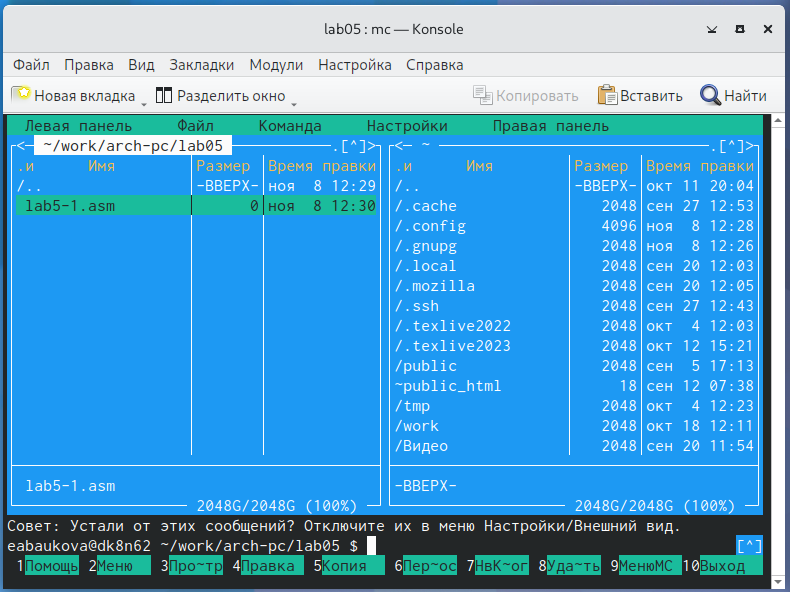 lab05 : mc — Konsole
Файл Правка Вид Закладки Модули Настройка Справка
Новая вкладка Разделить окно Копировать Вставить Найти
Левая панель Файл Команда Настройки Правая панель
<— ~/work/arch-pc/lab05 .[^]> <— ~ .[^]>
.и Имя Размер Время правки .и Имя Размер Время правки
/.. -ВВЕРХ- ноя 8 12:29 /.. -ВВЕРХ- окт 11 20:04
lab5-1.asm 0 ноя 8 12:30 /.cache 2048 сен 27 12:53
/.config 4096 ноя 8 12:28
/.gnupg 2048 ноя 8 12:26
/.local 2048 сен 20 12:03
/.mozilla 2048 сен 20 12:05
/.ssh 2048 сен 27 12:43
/.texlive2022 2048 окт 4 12:03
/.texlive2023 2048 окт 12 15:21
/public 2048 сен 5 17:13
~public_html 18 сен 12 07:38
/tmp 2048 окт 4 12:23
/work 2048 окт 18 12:11
/Видео 2048 сен 20 11:54
lab5-1.asm -ВВЕРХ-
2048G/2048G (100%) 2048G/2048G (100%)
Совет: Устали от этих сообщений? Отключите их в меню Настройки/Внешний вид.
eabaukova@dk8n62 ~/work/arch-pc/lab05 $ [^]
1Помощь 2Меню 3Про~тр 4Правка 5Копия 6Пер~ос 7НвК~ог 8Уда~ть 9МенюMC 10Выход